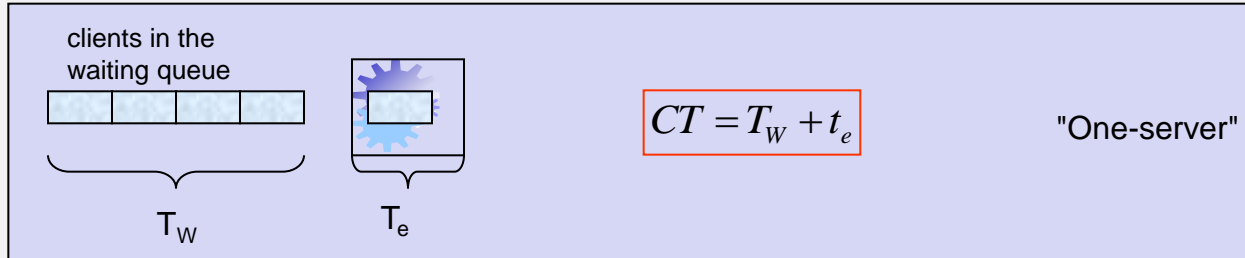 clients in the
waiting queue
CT = T_W + t_e
"One-server"
T_W
T_e